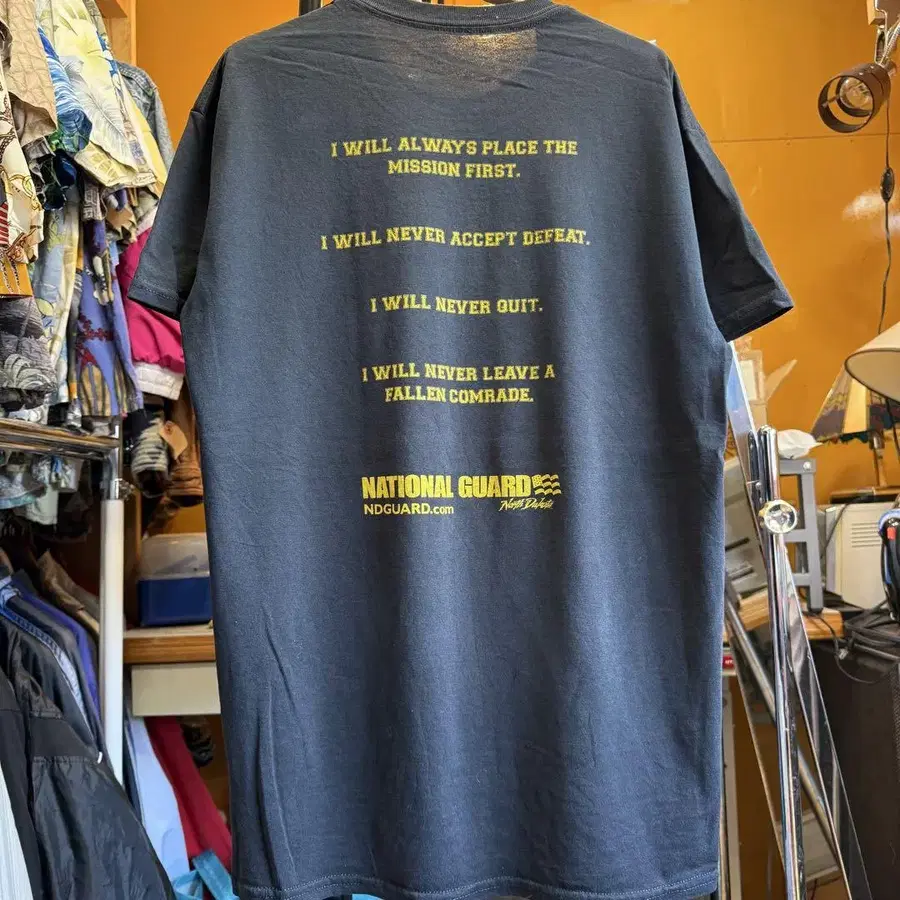 I WILL ALWAYS PLACE THE
MISSION FIRST.
I WILL NEVER ACCEPT DEFEAT.
I WILL NEVER QUIT.
I WILL NEVER LEAVE A
FALLEN COMRADE.
NATIONAL GUARD
NDGUARD.com North Dakota